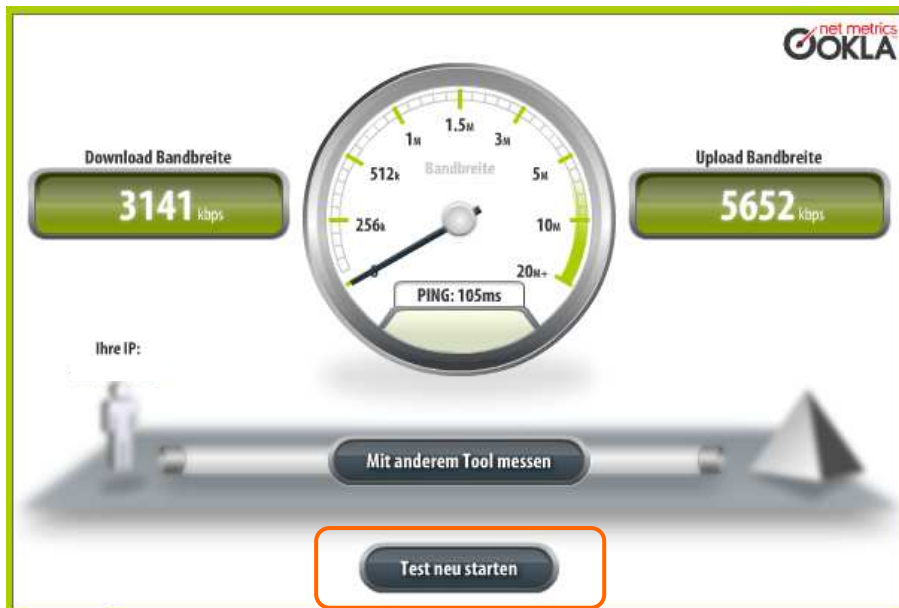 net metrics
OOKLA
Download Bandbreite
3141 kbps
Upload Bandbreite
5652 kbps
Bandbreite
0
256k
512k
1M
1.5M
3M
5M
10M
20M+
PING: 105ms
Ihre IP:
Mit anderem Tool messen
Test neu starten